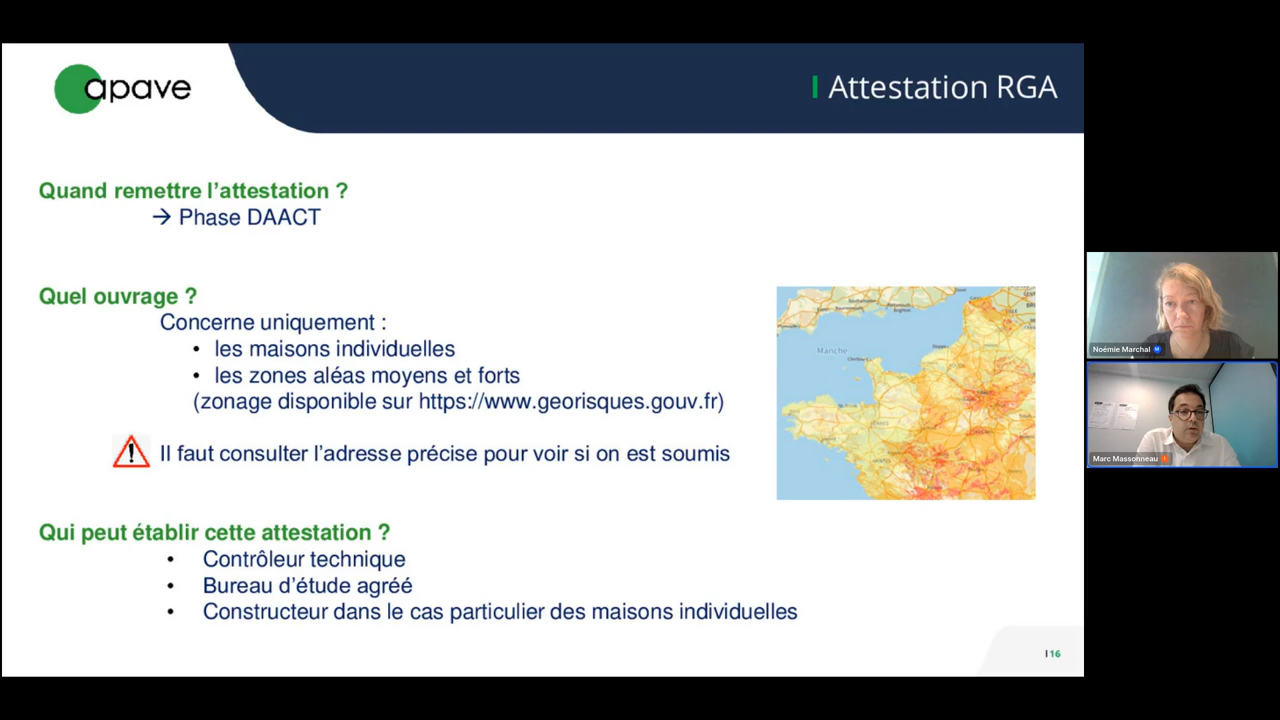 apave
Attestation RGA
Quand remettre l’attestation ?
→ Phase DAACT
Quel ouvrage ?
Concerne uniquement :
• les maisons individuelles
• les zones aléas moyens et forts
(zonage disponible sur https://www.georisques.gouv.fr)
Manche
Il faut consulter l’adresse précise pour voir si on est soumis
Qui peut établir cette attestation ?
• Contrôleur technique
• Bureau d’étude agréé
• Constructeur dans le cas particulier des maisons individuelles
16
Noémie Marchal
Marc Massonneau